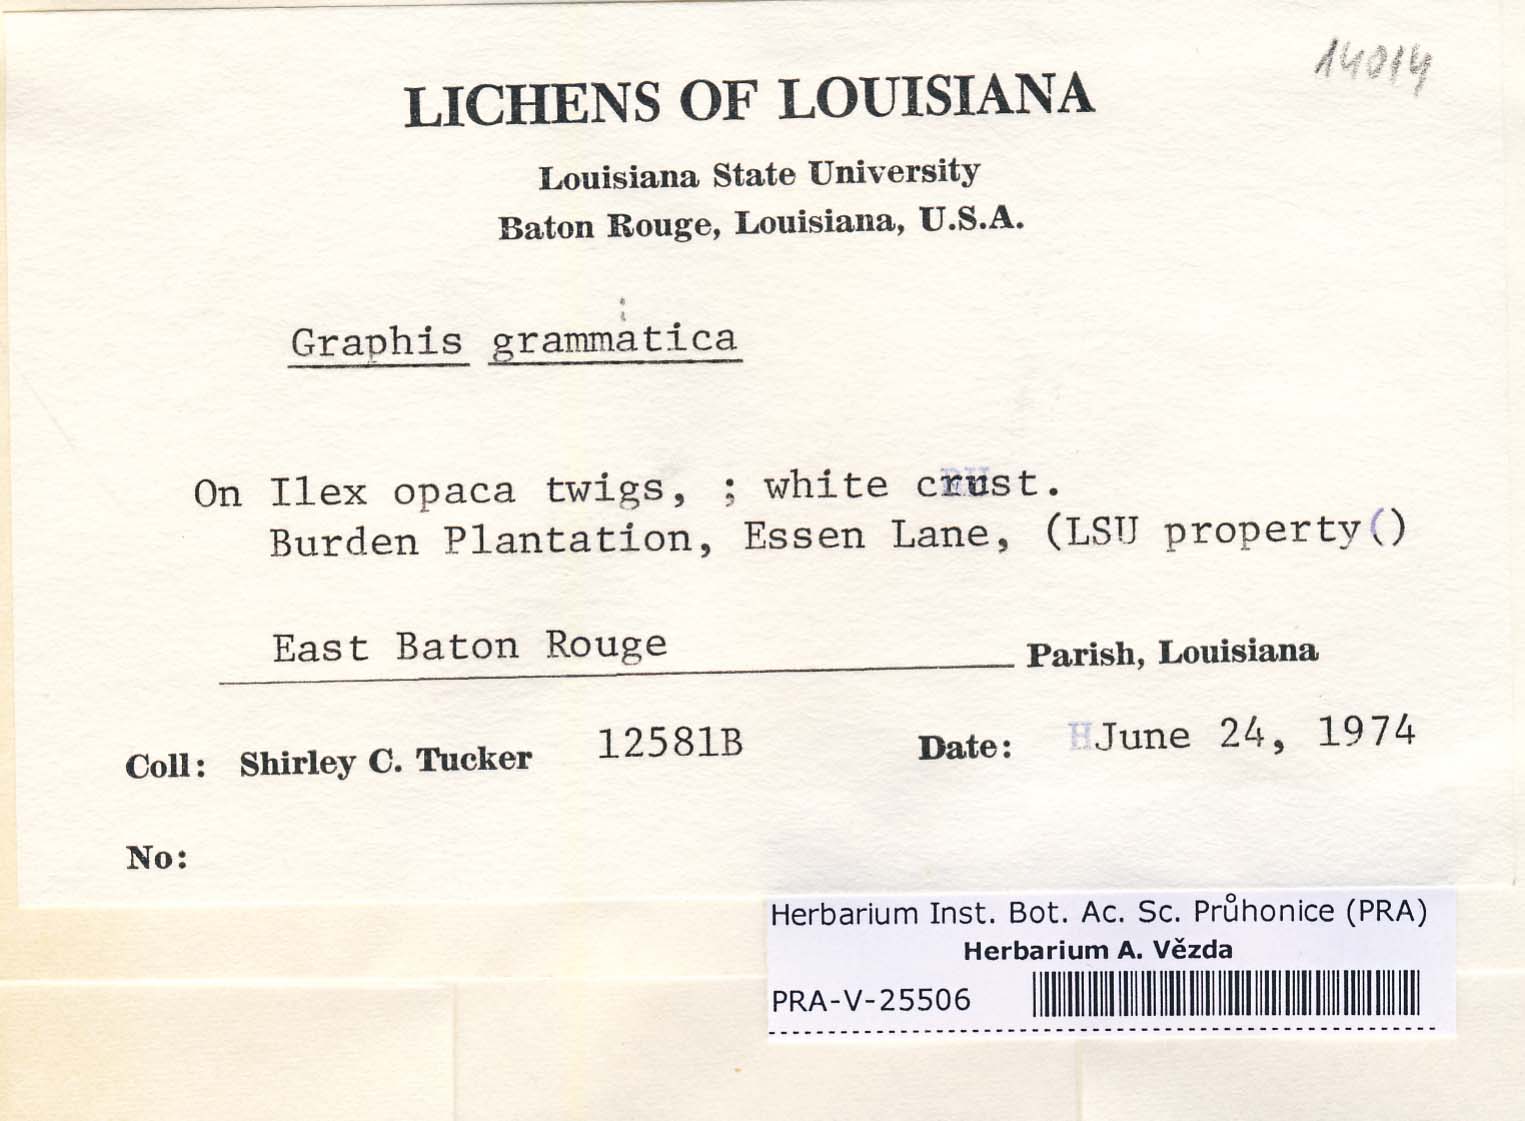 14014
LICHENS OF LOUISIANA
Louisiana State University
Baton Rouge, Louisiana, U.S.A.
Graphis grammatica
On Ilex opaca twigs, ; white crust.
Burden Plantation, Essen Lane, (LSU property()
East Baton Rouge Parish, Louisiana
Coll: Shirley C. Tucker 12581B Date: June 24, 1974
No:
Herbarium Inst. Bot. Ac. Sc. Průhonice (PRA)
Herbarium A. Vězda
PRA-V-25506